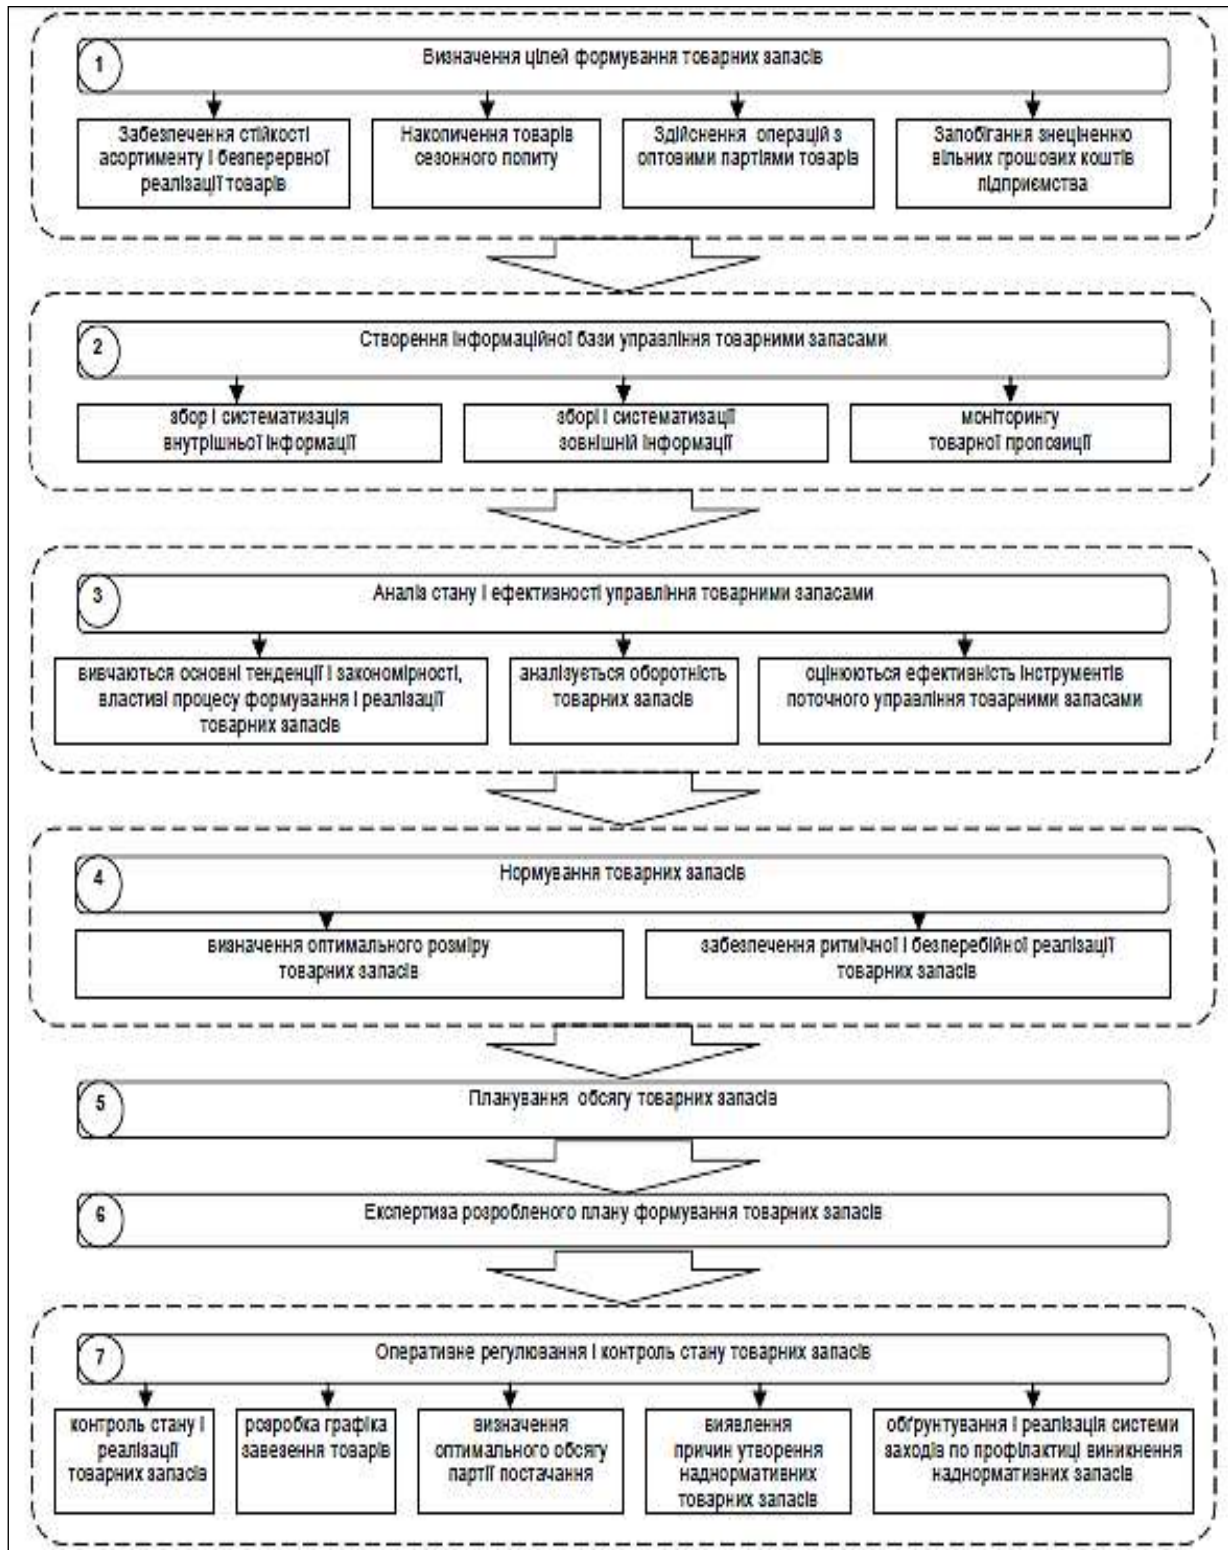 1
Визначення цілей формування товарних запасів
Забезпечення стійкості
асортименту і безперервної
реалізації товарів
Накопичення товарів
сезонного попиту
Здійснення операцій з
оптовими партіями товарів
Запобігання знеціненню
вільних грошових коштів
підприємства
2
Створення інформаційної бази управління товарними запасами
збор і систематизація
внутрішньої інформації
зборі і систематизації
зовнішній інформації
моніторингу
товарної пропозиції
3
Аналіз стану і ефективності управління товарними запасами
вивчаються основні тенденції і закономірності,
властиві процесу формування і реалізації
товарних запасів
аналізується оборотність
товарних запасів
оцінюються ефективність інструментів
поточного управління товарними запасами
4
Нормування товарних запасів
визначення оптимального розміру
товарних запасів
забезпечення ритмічної і безперебійної реалізації
товарних запасів
5
Планування обсягу товарних запасів
6
Експертиза розробленого плану формування товарних запасів
7
Оперативне регулювання і контроль стану товарних запасів
контроль стану і
реалізації
товарних запасів
розробка графіка
завезення товарів
визначення
оптимального обсягу
партії постачання
виявлення
причин утворення
наднормативних
товарних запасів
обґрунтування і реалізація системи
заходів по профілактиці виникнення
наднормативних запасів